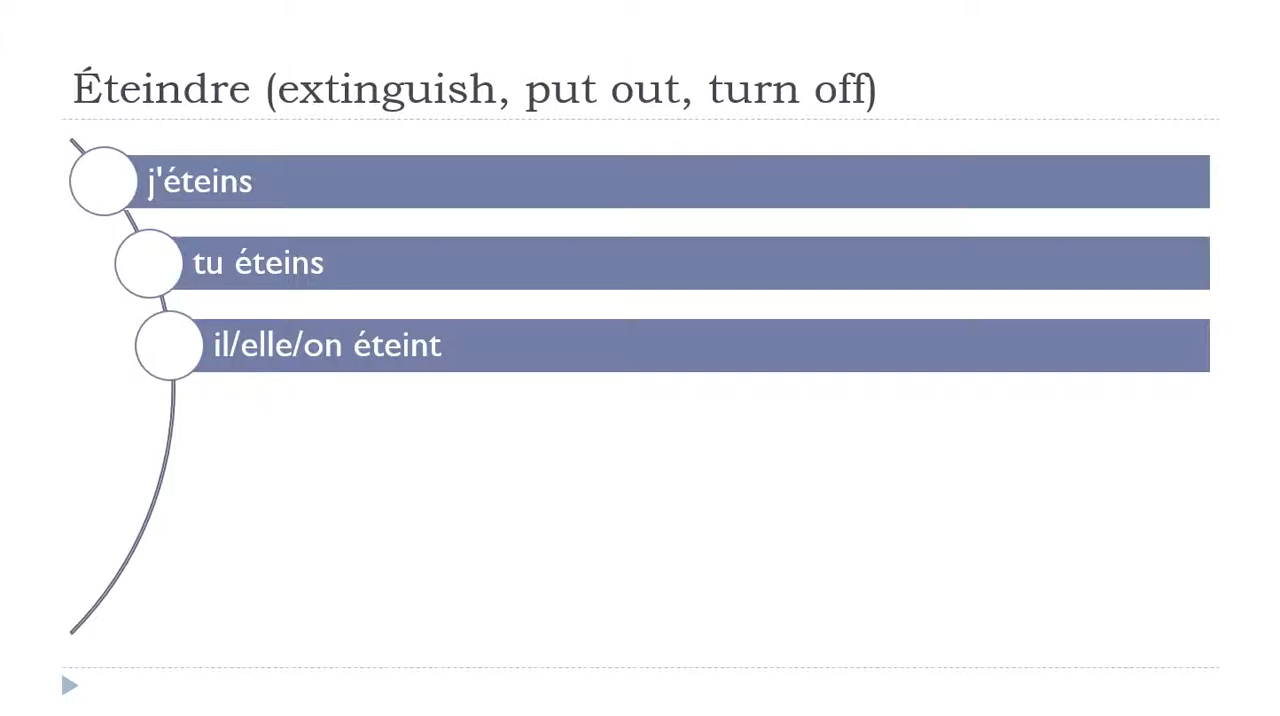 Éteindre (extinguish, put out, turn off)
j'éteins
tu éteins
il/elle/on éteint